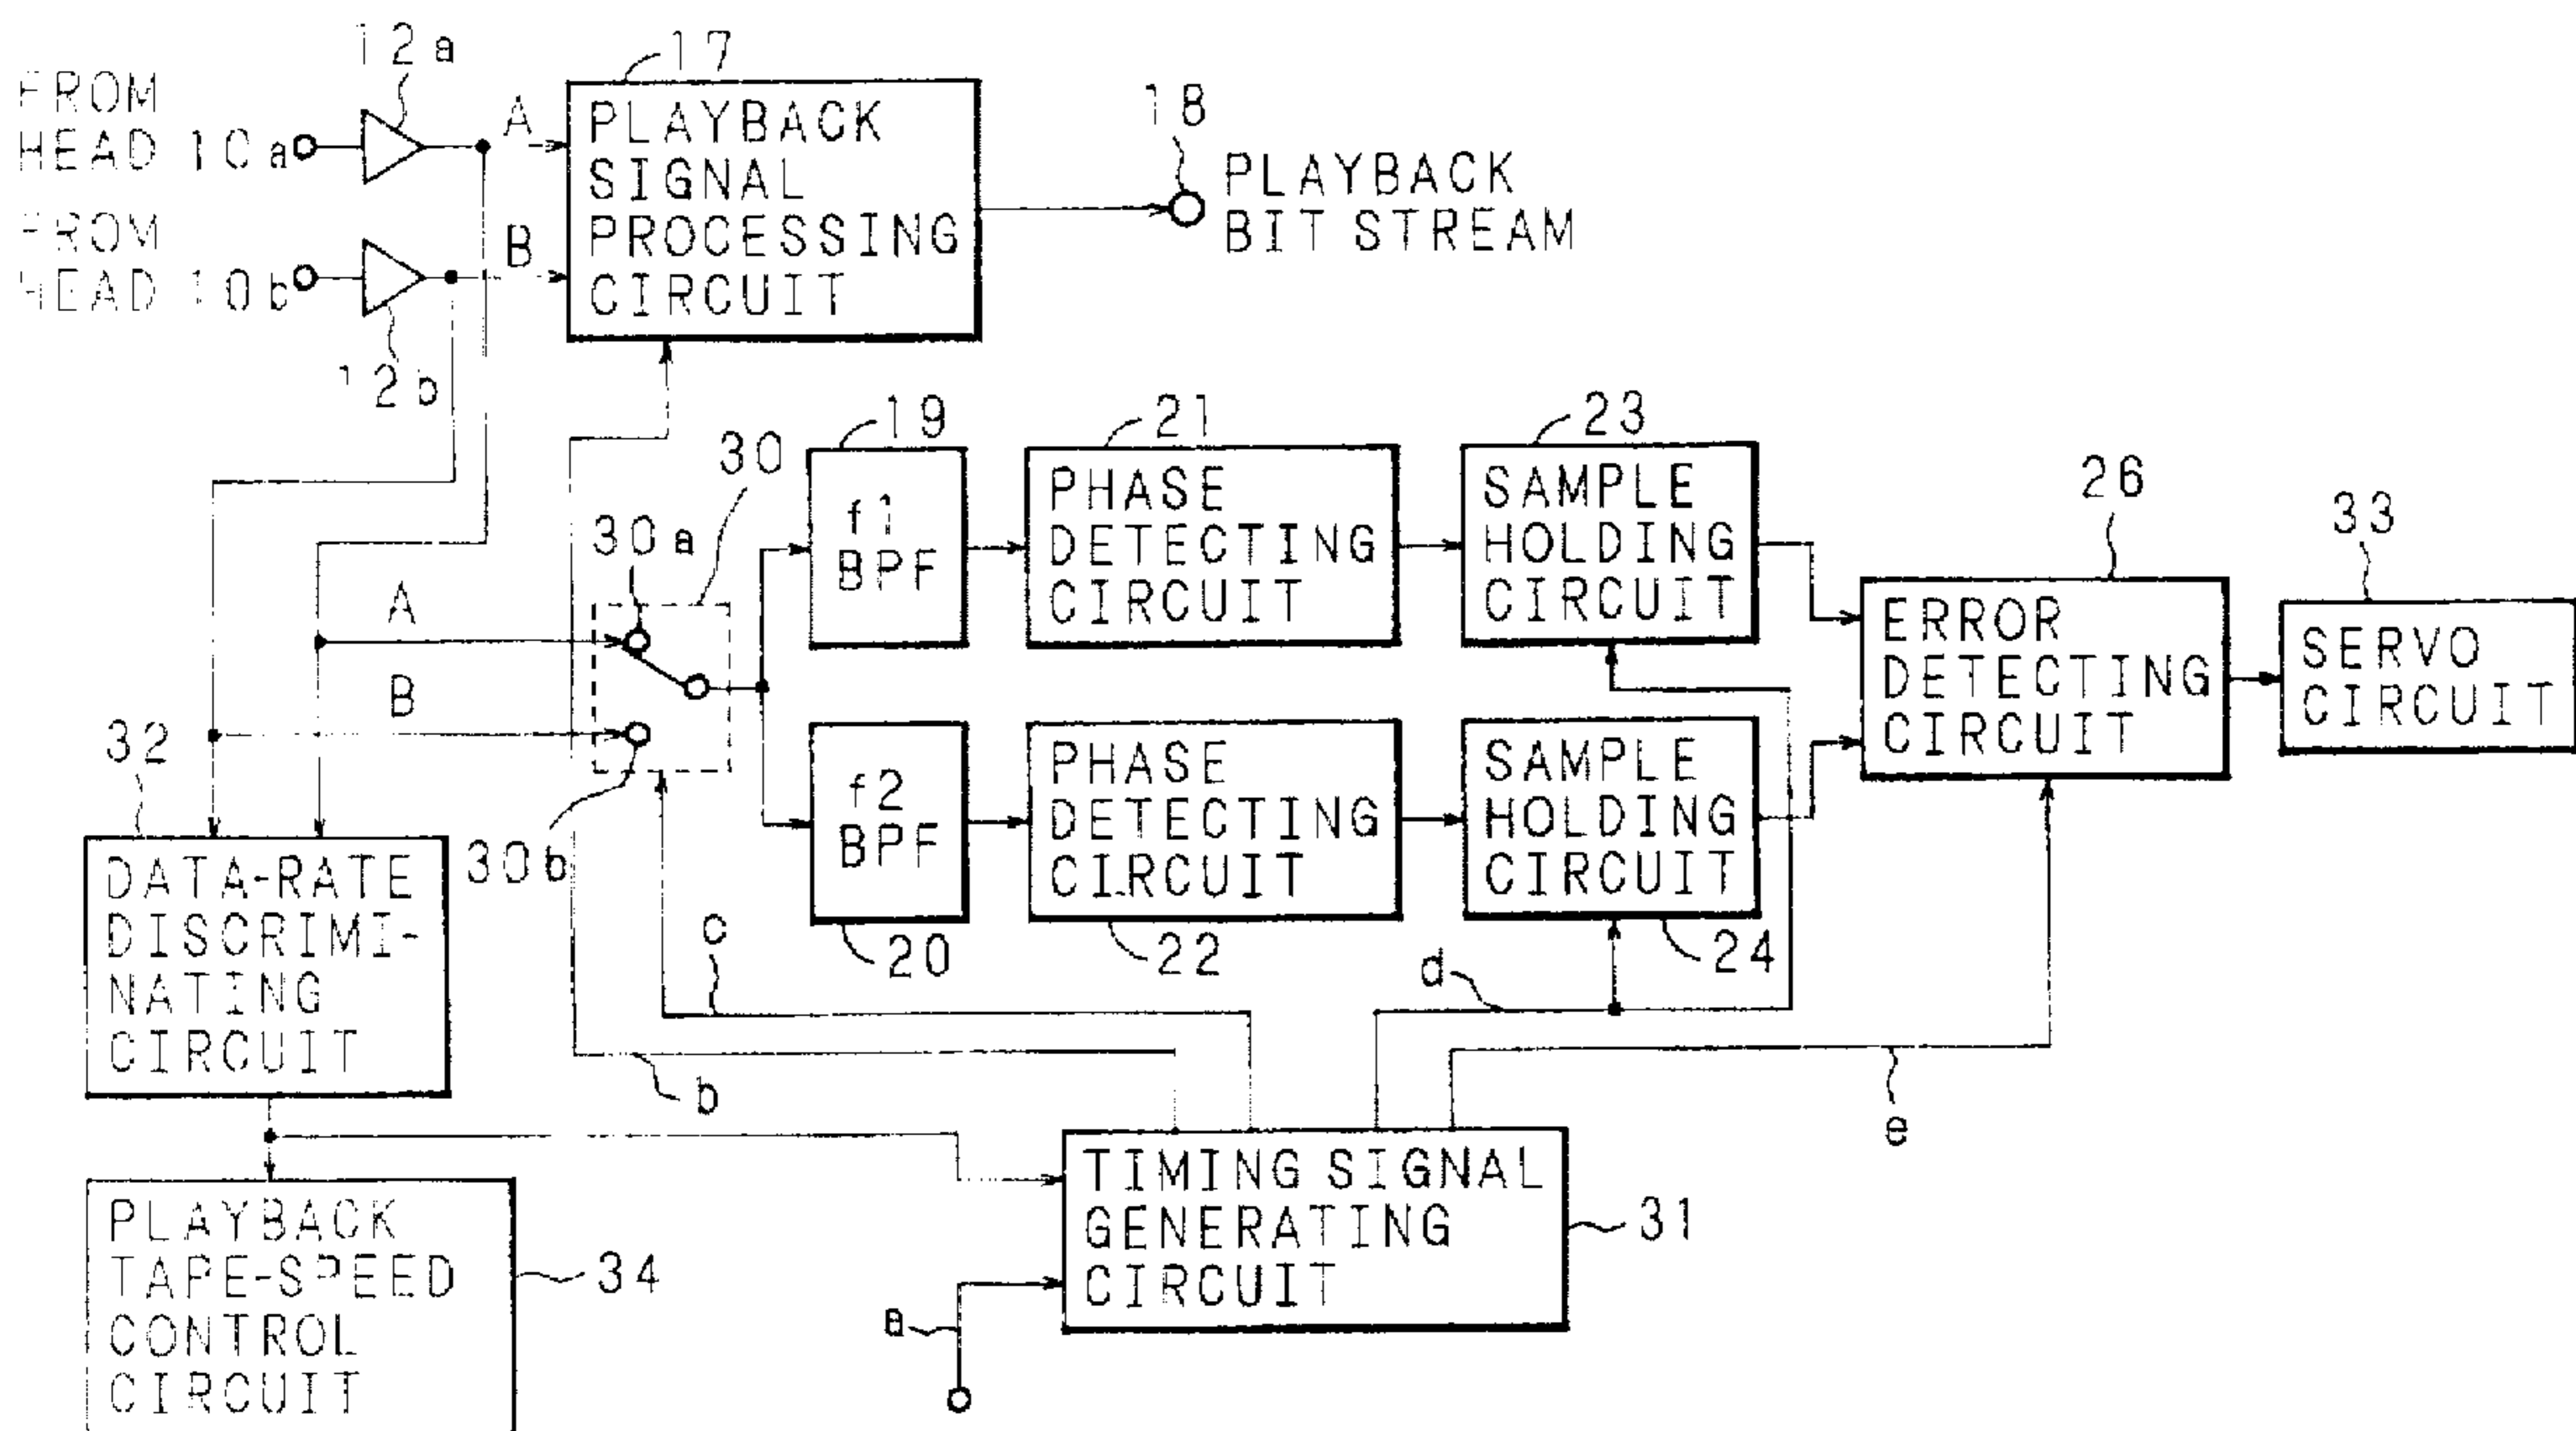 12a
FROM
HEAD 10a
FROM
HEAD 10b
12b
A
B
17
PLAYBACK
SIGNAL
PROCESSING
CIRCUIT
18
PLAYBACK
BIT STREAM
30
30a
30b
A
B
19
f1
BPF
21
PHASE
DETECTING
CIRCUIT
23
SAMPLE
HOLDING
CIRCUIT
26
ERROR
DETECTING
CIRCUIT
33
SERVO
CIRCUIT
f2
BPF
20
PHASE
DETECTING
CIRCUIT
22
SAMPLE
HOLDING
CIRCUIT
24
32
DATA-RATE
DISCRIMI-
NATING
CIRCUIT
c
b
d
e
PLAYBACK
TAPE-SPEED
CONTROL
CIRCUIT
34
TIMING SIGNAL
GENERATING
CIRCUIT
31
a